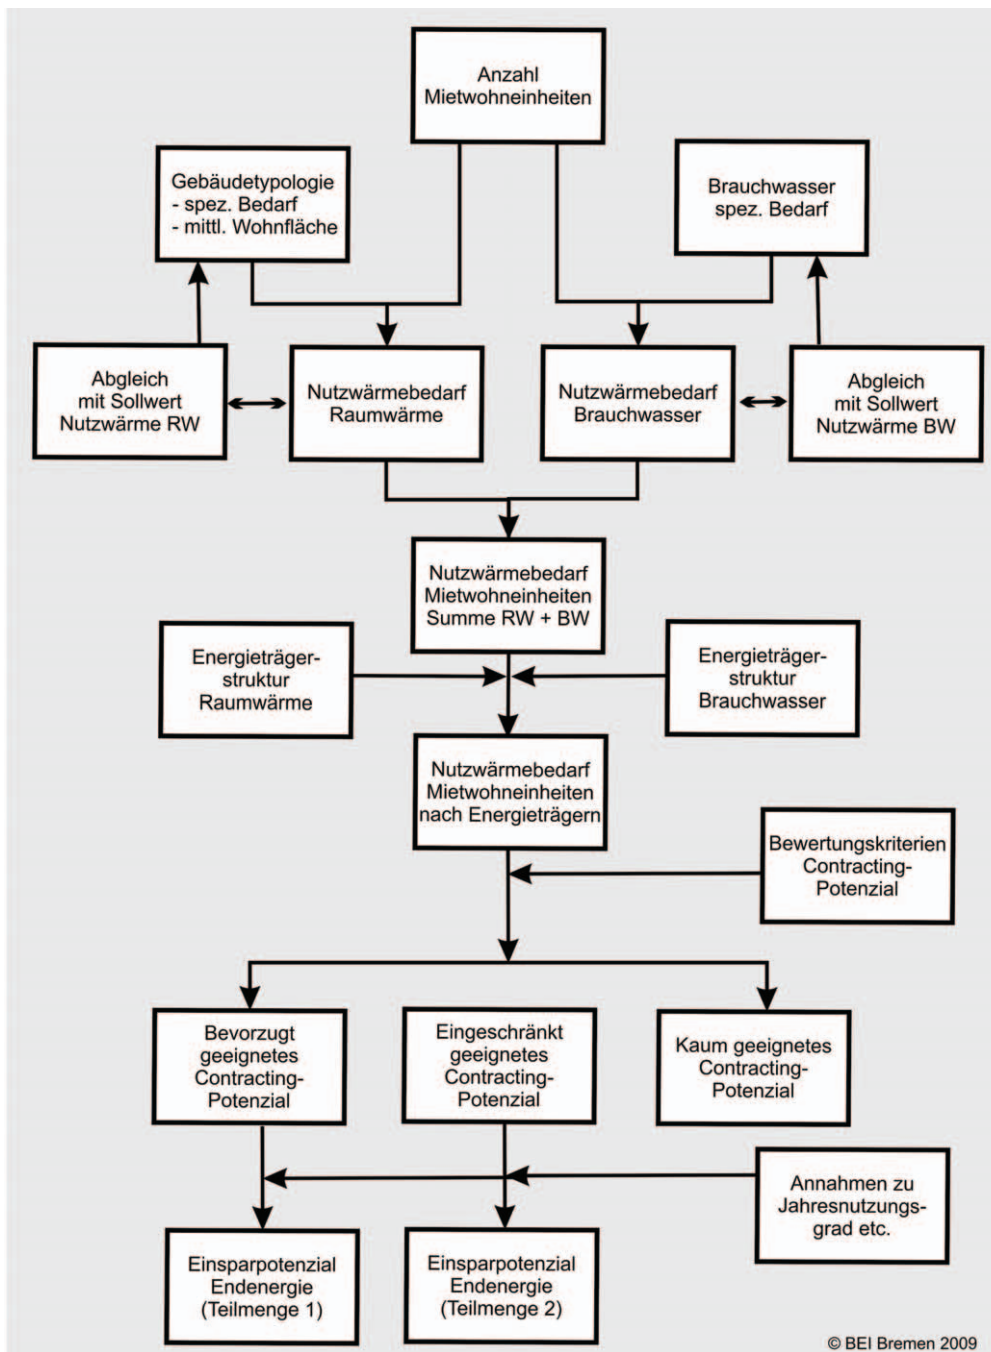 Anzahl
Mietwohneinheiten
Gebäudetypologie
- spez. Bedarf
- mittl. Wohnfläche
Brauchwasser
spez. Bedarf
Abgleich
mit Sollwert
Nutzwärme RW
Nutzwärmebedarf
Raumwärme
Nutzwärmebedarf
Brauchwasser
Abgleich
mit Sollwert
Nutzwärme BW
Nutzwärmebedarf
Mietwohneinheiten
Summe RW + BW
Energieträger-
struktur
Raumwärme
Energieträger-
struktur
Brauchwasser
Nutzwärmebedarf
Mietwohneinheiten
nach Energieträgern
Bewertungskriterien
Contracting-
Potenzial
Bevorzugt
geeignetes
Contracting-
Potenzial
Eingeschränkt
geeignetes
Contracting-
Potenzial
Kaum geeignetes
Contracting-
Potenzial
Annahmen zu
Jahresnutzungs-
grad etc.
Einsparpotenzial
Endenergie
(Teilmenge 1)
Einsparpotenzial
Endenergie
(Teilmenge 2)
© BEI Bremen 2009